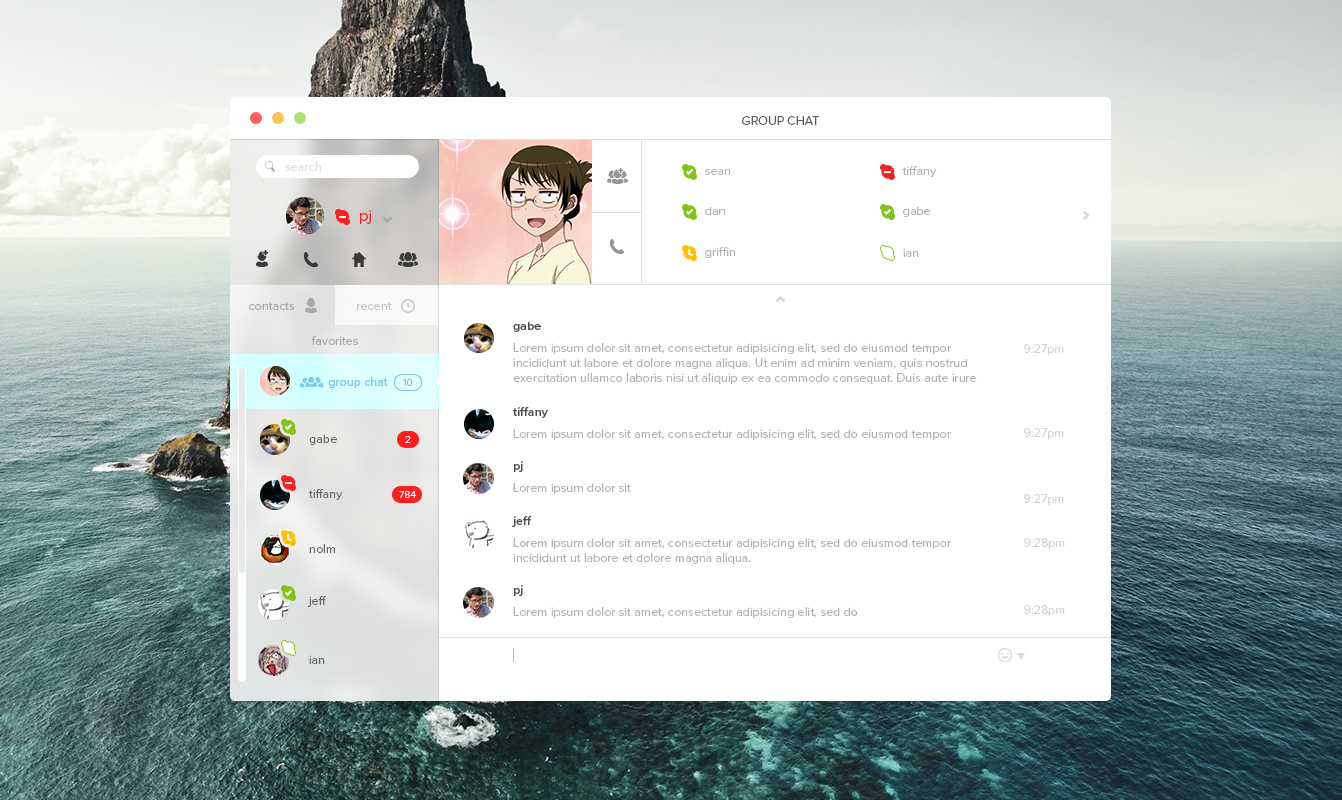 GROUP CHAT
search
pj
contacts
recent
favorites
group chat 10
gabe 2
tiffany 784
nolm
jeff
ian
sean
tiffany
dan
gabe
griffin
ian
gabe
Lorem ipsum dolor sit amet, consectetur adipisicing elit, sed do eiusmod tempor
9:27pm
incididunt ut labore et dolore magna aliqua. Ut enim ad minim veniam, quis nostrud
exercitation ullamco laboris nisi ut aliquip ex ea commodo consequat. Duis aute irure
tiffany
Lorem ipsum dolor sit amet, consectetur adipisicing elit, sed do eiusmod tempor
9:27pm
pj
Lorem ipsum dolor sit
9:27pm
jeff
Lorem ipsum dolor sit amet, consectetur adipisicing elit, sed do eiusmod tempor
9:28pm
incididunt ut labore et dolore magna aliqua.
pj
Lorem ipsum dolor sit amet, consectetur adipisicing elit, sed do
9:28pm